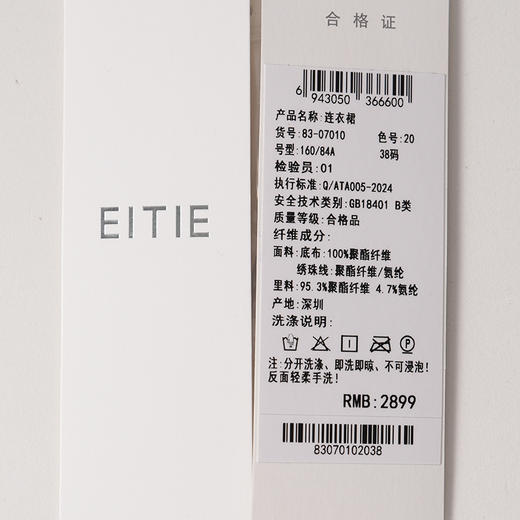 EITIE
合格证
6 943050 366600
产品名称:连衣裙
货号:83-07010 色号:20
号型:160/84A 38码
检验员:01
执行标准:Q/ATA005-2024
安全技术类别:GB18401 B类
质量等级:合格品
纤维成分:
面料:底布:100%聚酯纤维
绣珠线:聚酯纤维/氨纶
里料:95.3%聚酯纤维 4.7%氨纶
产地:深圳
洗涤说明:
注:分开洗涤、即洗即晾、不可浸泡!
反面轻柔手洗!
RMB:2899
83070102038